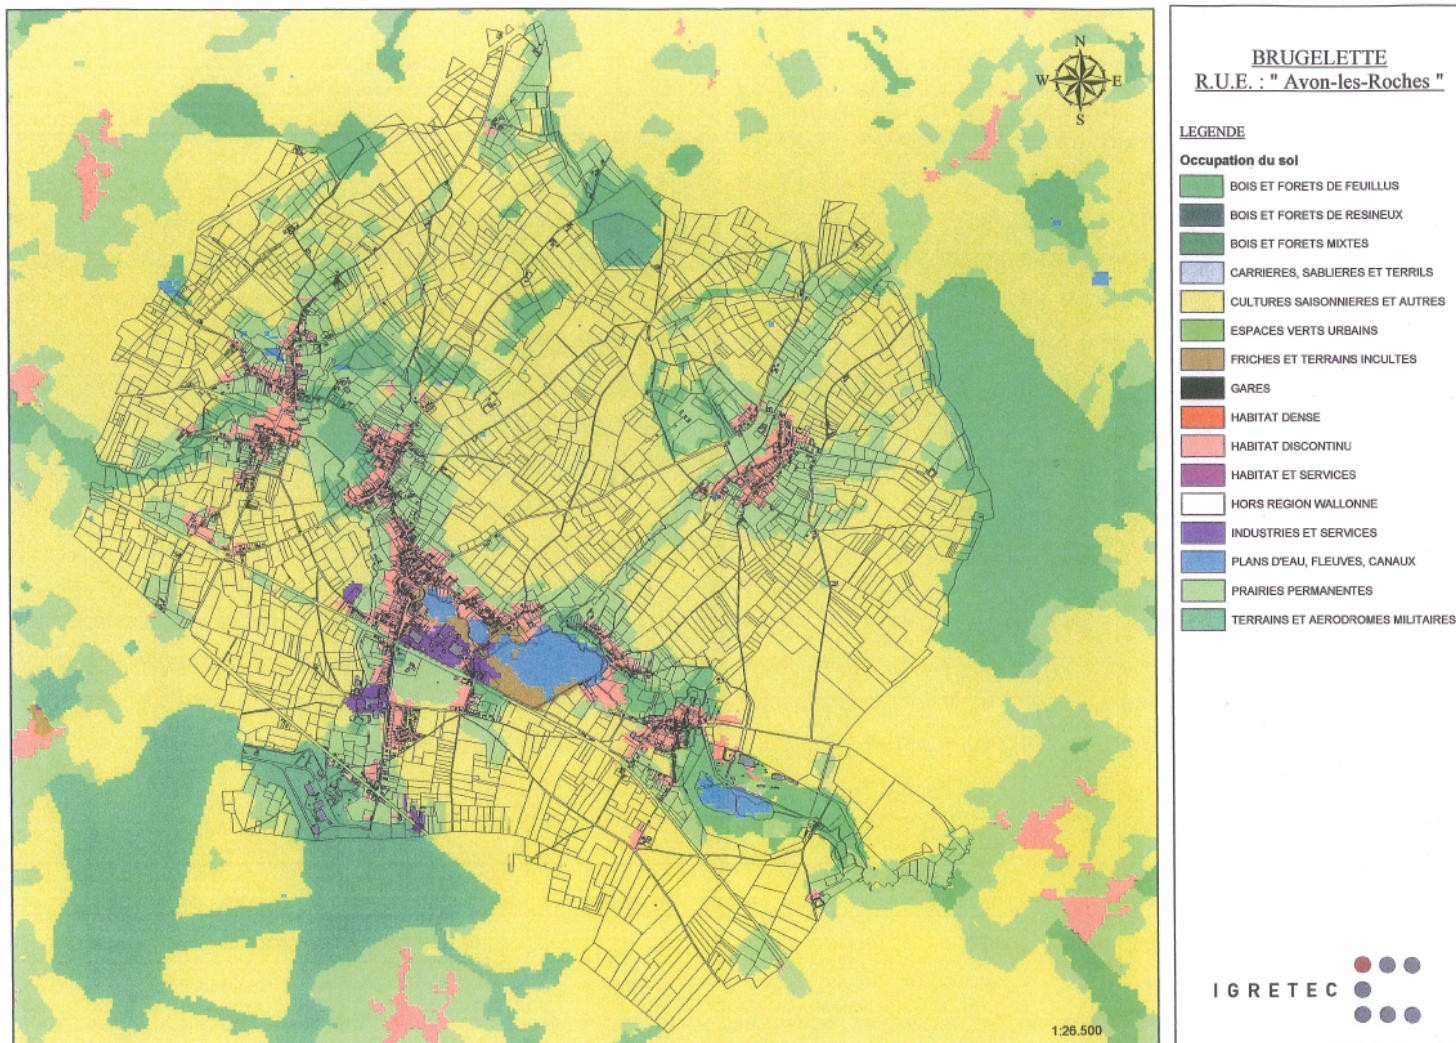 N
W
E
S
1:26.500
BRUGELETTE
R.U.E. : " Avon-les-Roches "
LEGENDE
Occupation du sol
BOIS ET FORETS DE FEUILLUS
BOIS ET FORETS DE RESINEUX
BOIS ET FORETS MIXTES
CARRIERES, SABLIERES ET TERRILS
CULTURES SAISONNIERES ET AUTRES
ESPACES VERTS URBAINS
FRICHES ET TERRAINS INCULTES
GARES
HABITAT DENSE
HABITAT DISCONTINU
HABITAT ET SERVICES
HORS REGION WALLONNE
INDUSTRIES ET SERVICES
PLANS D'EAU, FLEUVES, CANAUX
PRAIRIES PERMANENTES
TERRAINS ET AERODROMES MILITAIRES
IGRETEC